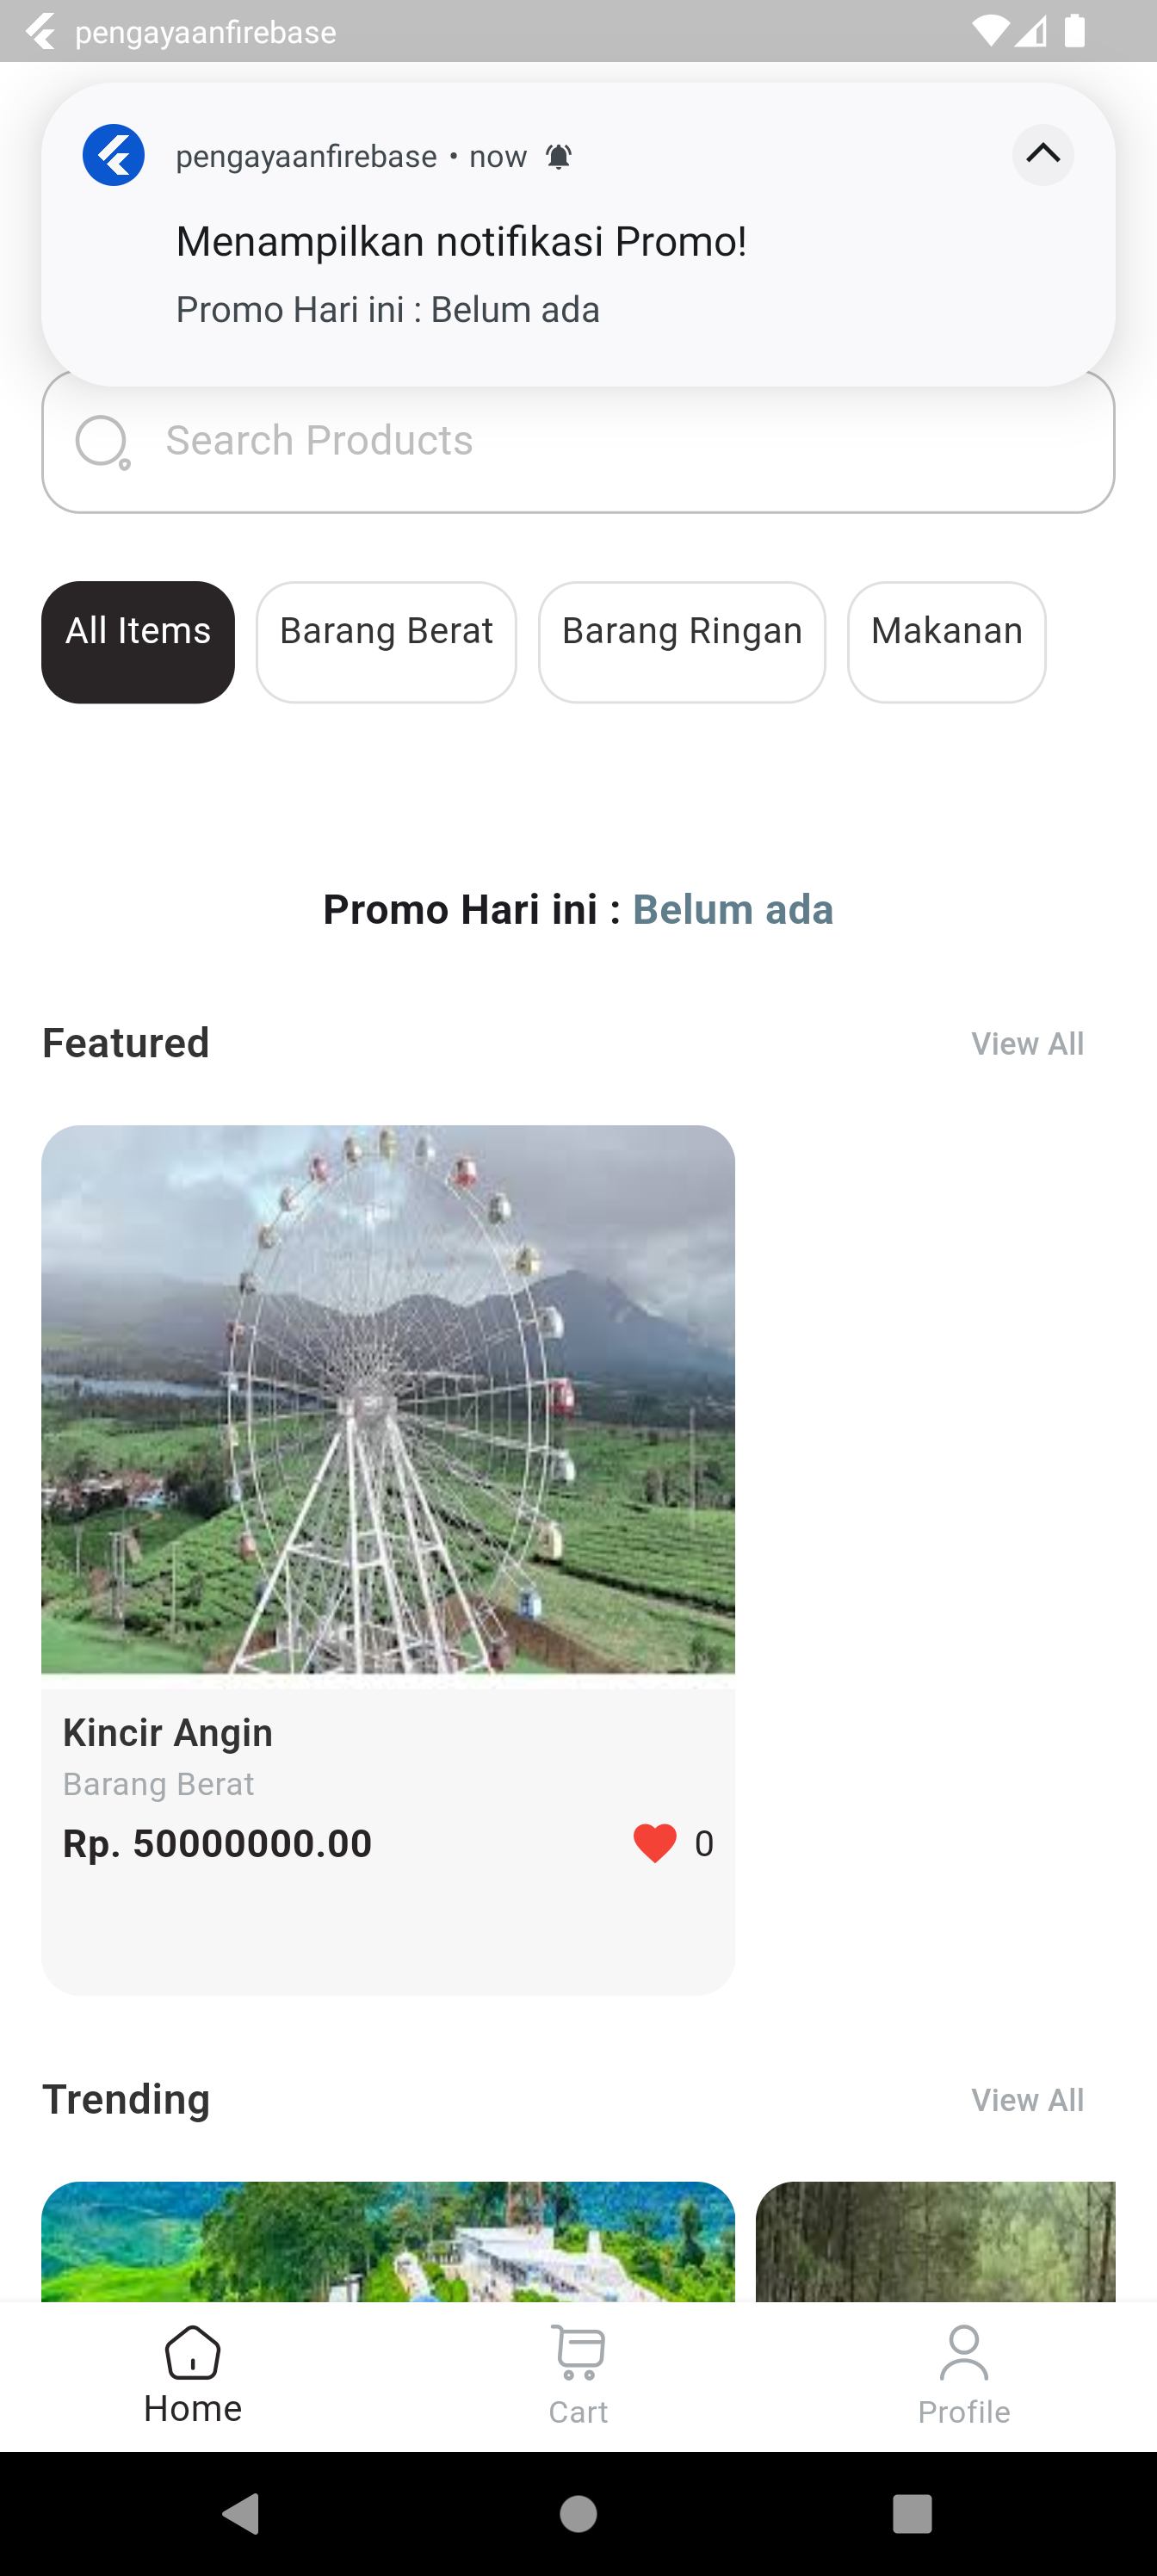 pengayaanfirebase
pengayaanfirebase • now
Menampilkan notifikasi Promo!
Promo Hari ini : Belum ada
Search Products
All Items
Barang Berat
Barang Ringan
Makanan
Promo Hari ini : Belum ada
Featured
View All
Kincir Angin
Barang Berat
Rp. 50000000.00
0
Trending
View All
Home
Cart
Profile